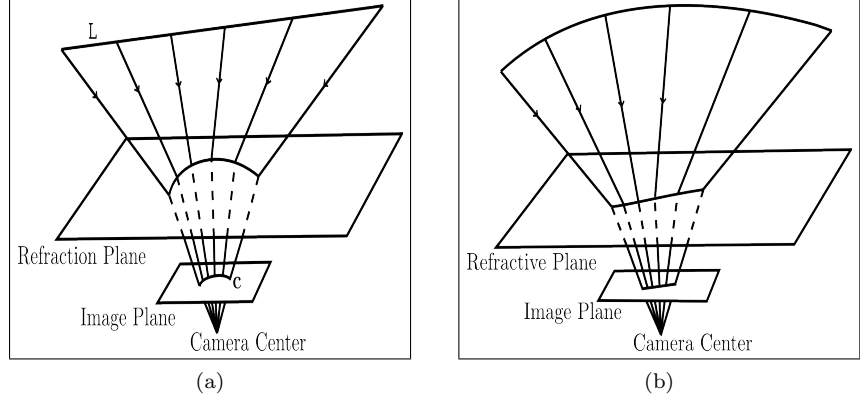 L
Refraction Plane
C
Image Plane
Camera Center
(a)
Refractive Plane
Image Plane
Camera Center
(b)